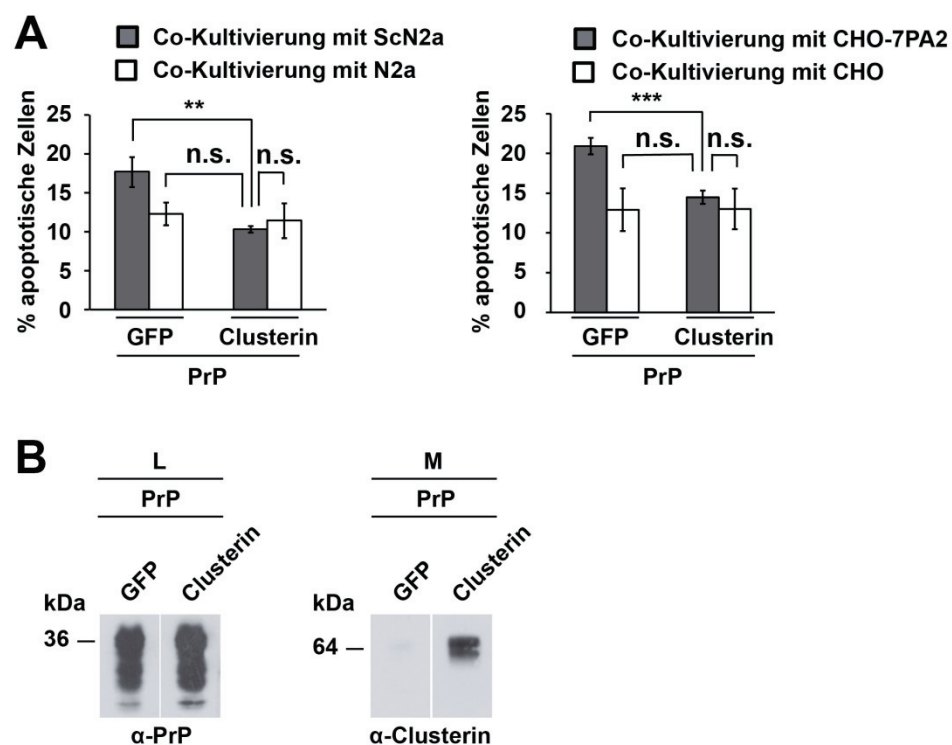 A
Co-Kultivierung mit ScN2a
Co-Kultivierung mit N2a
% apoptotische Zellen
25
20
15
10
5
0
**
n.s.
n.s.
GFP
Clusterin
PrP
Co-Kultivierung mit CHO-7PA2
Co-Kultivierung mit CHO
% apoptotische Zellen
25
20
15
10
5
0
***
n.s.
n.s.
GFP
Clusterin
PrP
B
L
PrP
GFP
Clusterin
kDa
36
α-PrP
M
PrP
GFP
Clusterin
kDa
64
α-Clusterin